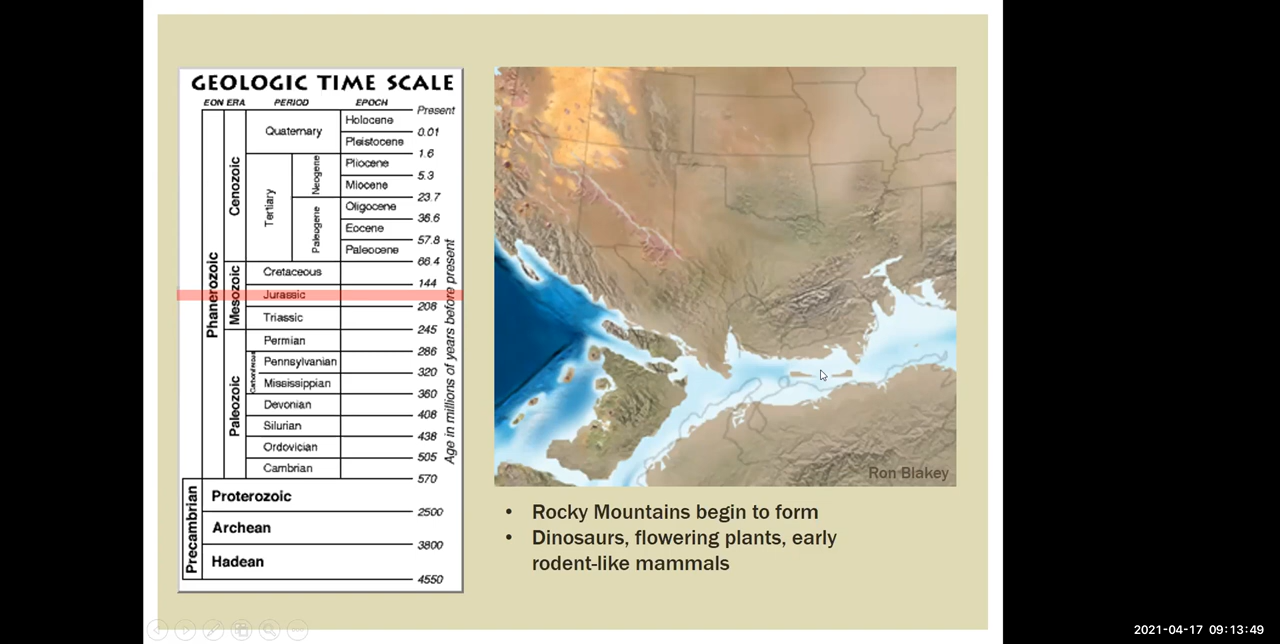 GEOLOGIC TIME SCALE
EON ERA PERIOD EPOCH
Present
Holocene
Quaternary
0.01
Pleistocene
1.6
Pliocene
Neogene
5.3
Miocene
Cenozoic
23.7
Tertiary
Oligocene
36.6
Paleogene
Eocene
57.8
Paleocene
66.4
Cretaceous
144
Mesozoic
Jurassic
208
Triassic
245
Phanerozoic
Permian
286
Pennsylvanian
320
Carboniferous
Mississippian
360
Paleozoic
Devonian
408
Silurian
438
Ordovician
505
Cambrian
570
Age in millions of years before present
Precambrian
Proterozoic
2500
Archean
3800
Hadean
4550
Ron Blakey
• Rocky Mountains begin to form
• Dinosaurs, flowering plants, early
rodent-like mammals
2021-04-17 09:13:49